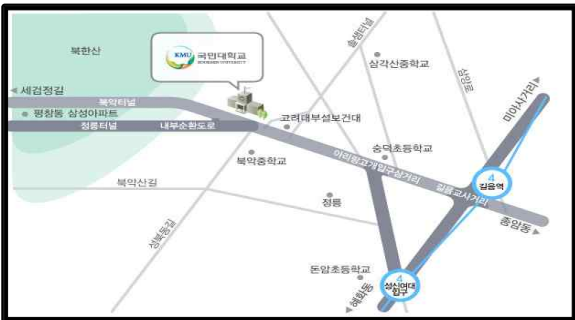 북한산
KMU 국민대학교
KOOKMIN UNIVERSITY
솔샘터널
삼각산중학교
삼양로
미아사거리
세검정길
북악터널
평창동 삼성아파트
정릉터널 내부순환도로
고려대부설보건대
북악중학교
숭덕초등학교
아리랑고개입구삼거리
길음교사거리
4
길음역
북악산길
정릉
종암동
성북동길
돈암초등학교
4
성신여대
입구
혜화동